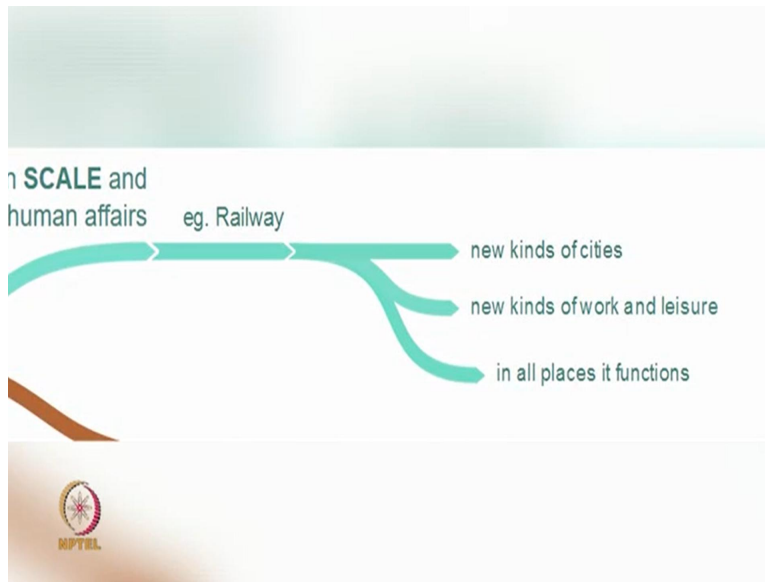 n SCALE and
human affairs
eg. Railway
new kinds of cities
new kinds of work and leisure
in all places it functions
NPTEL